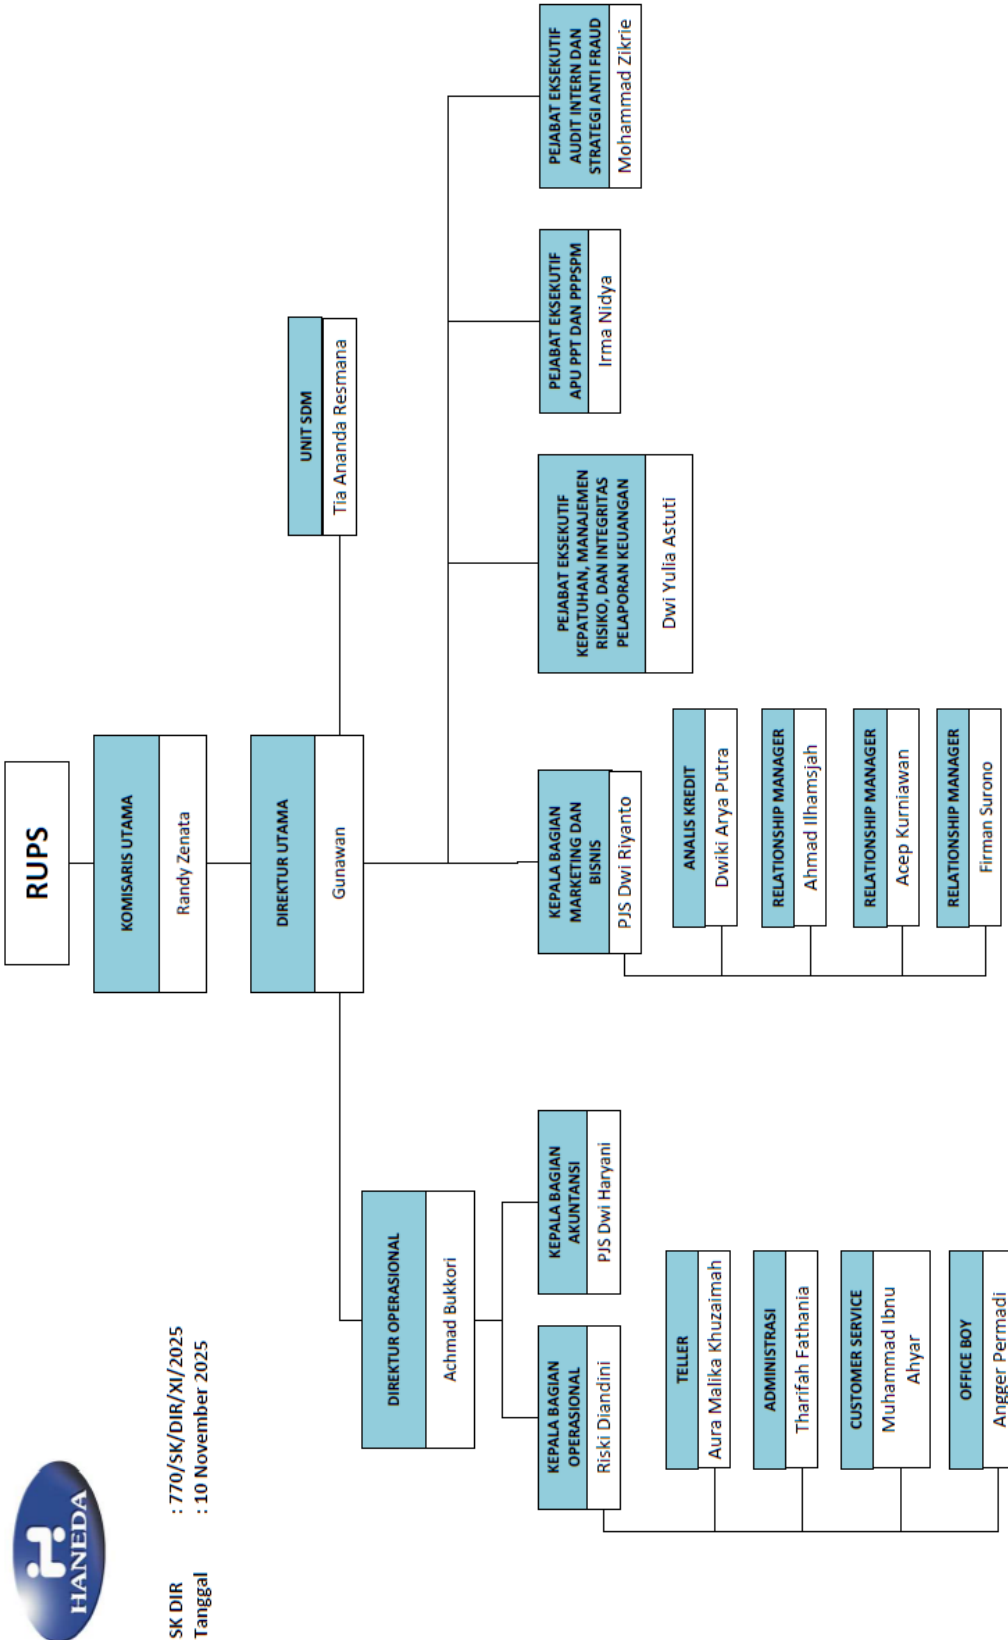 HANEDA
SK DIR : 770/SK/DIR/XI/2025
Tanggal : 10 November 2025
RUPS
KOMISARIS UTAMA
Randy Zenata
DIREKTUR UTAMA
Gunawan
UNIT SDM
Tia Ananda Resmana
DIREKTUR OPERASIONAL
Achmad Bukkori
KEPALA BAGIAN
OPERASIONAL
Riski Diandini
KEPALA BAGIAN
AKUNTANSI
PJS Dwi Haryani
KEPALA BAGIAN
MARKETING DAN
BISNIS
PJS Dwi Riyanto
PEJABAT EKSEKUTIF
KEPATUHAN, MANAJEMEN
RISIKO, DAN INTEGRITAS
PELAPORAN KEUANGAN
Dwi Yulia Astuti
PEJABAT EKSEKUTIF
APU PPT DAN PPPSPM
Irma Nidya
PEJABAT EKSEKUTIF
AUDIT INTERN DAN
STRATEGI ANTI FRAUD
Mohammad Zikrie
TELLER
Aura Malika Khuzaimah
ADMINISTRASI
Tharifah Fathania
CUSTOMER SERVICE
Muhammad Ibnu
Ahyar
OFFICE BOY
Angger Permadi
ANALIS KREDIT
Dwiki Arya Putra
RELATIONSHIP MANAGER
Ahmad Ilhamsjah
RELATIONSHIP MANAGER
Acep Kurniawan
RELATIONSHIP MANAGER
Firman Surono